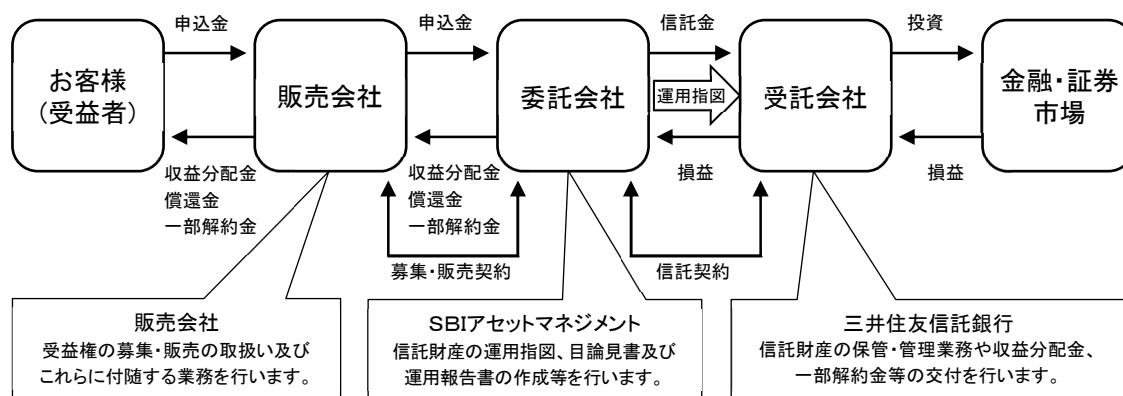 申込金
申込金
信託金
投資
お客様
(受益者)
販売会社
委託会社
運用指図
受託会社
金融・証券
市場
収益分配金
償還金
一部解約金
収益分配金
償還金
一部解約金
損益
損益
募集・販売契約
信託契約
販売会社
受益権の募集・販売の取扱い及び
これらに付随する業務を行います。
SBIアセットマネジメント
信託財産の運用指図、目論見書及び
運用報告書の作成等を行います。
三井住友信託銀行
信託財産の保管・管理業務や収益分配金、
一部解約金等の交付を行います。